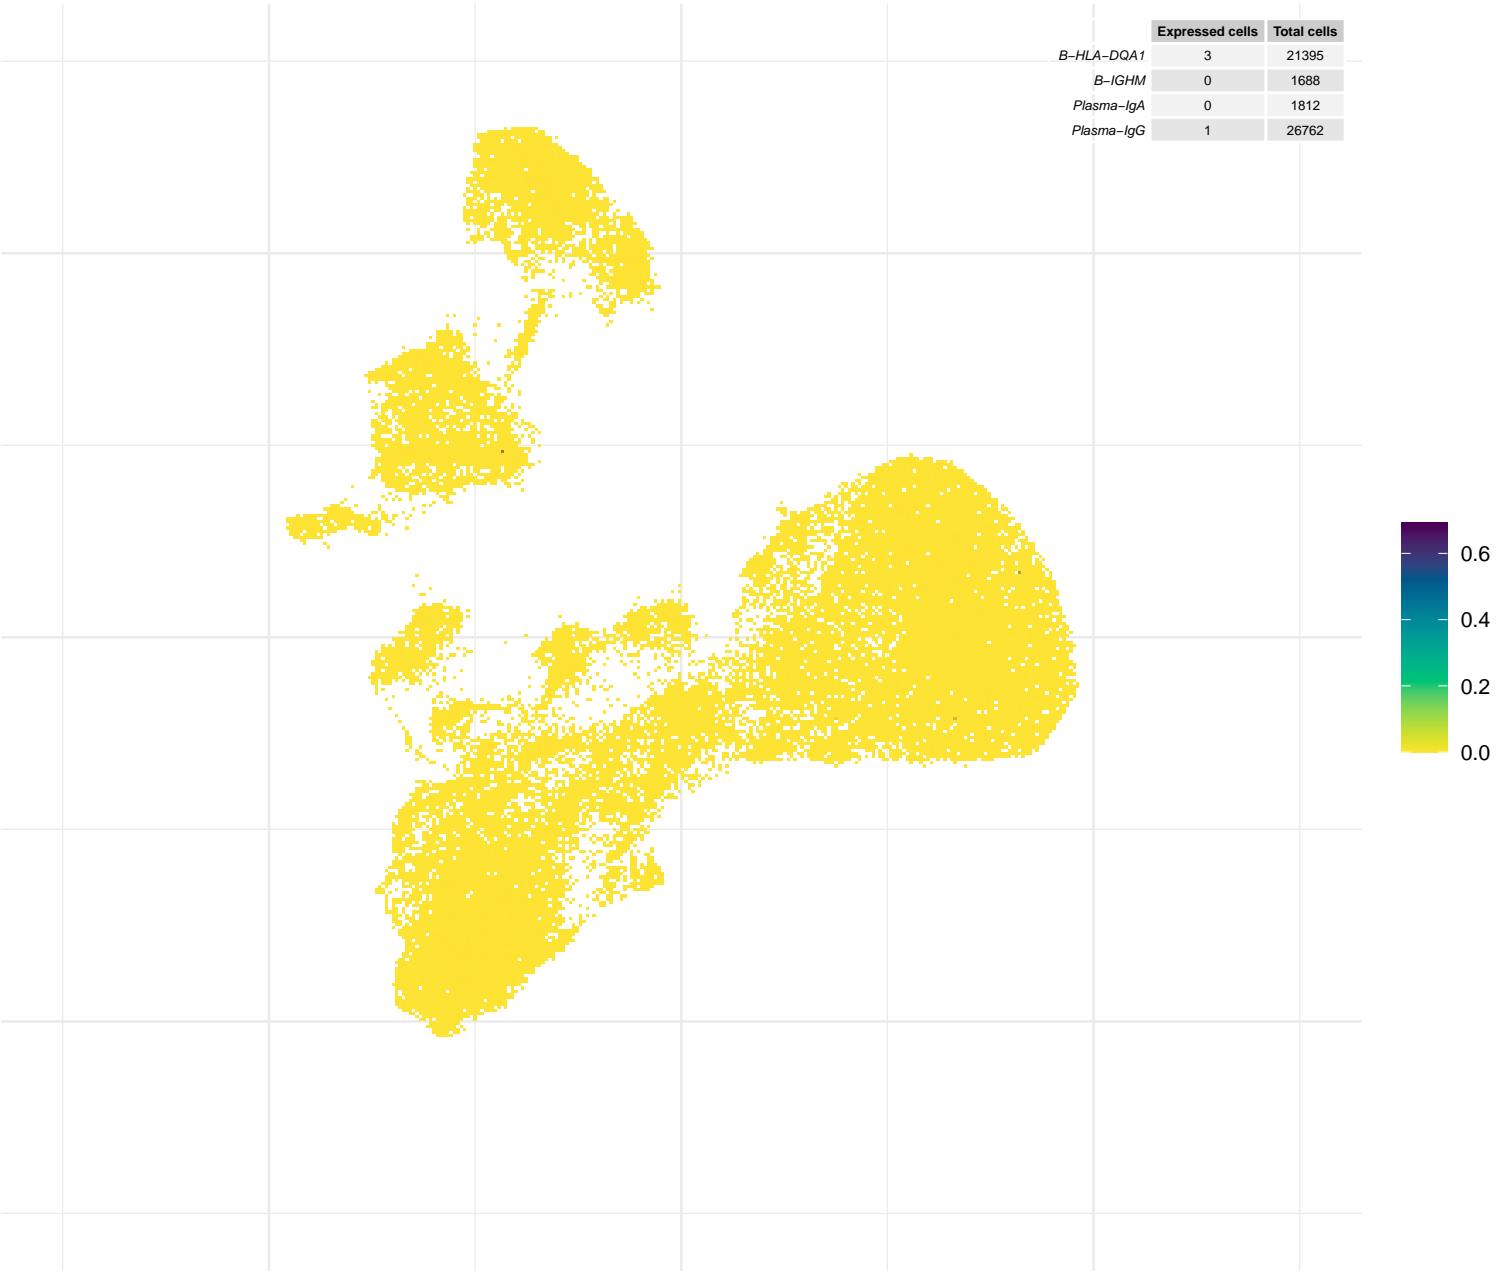 Expressed cells Total cells
B−HLA−DQA1 3 21395
B−IGHM 0 1688
Plasma−IgA 0 1812
Plasma−IgG 1 26762
0.6
0.4
0.2
0.0